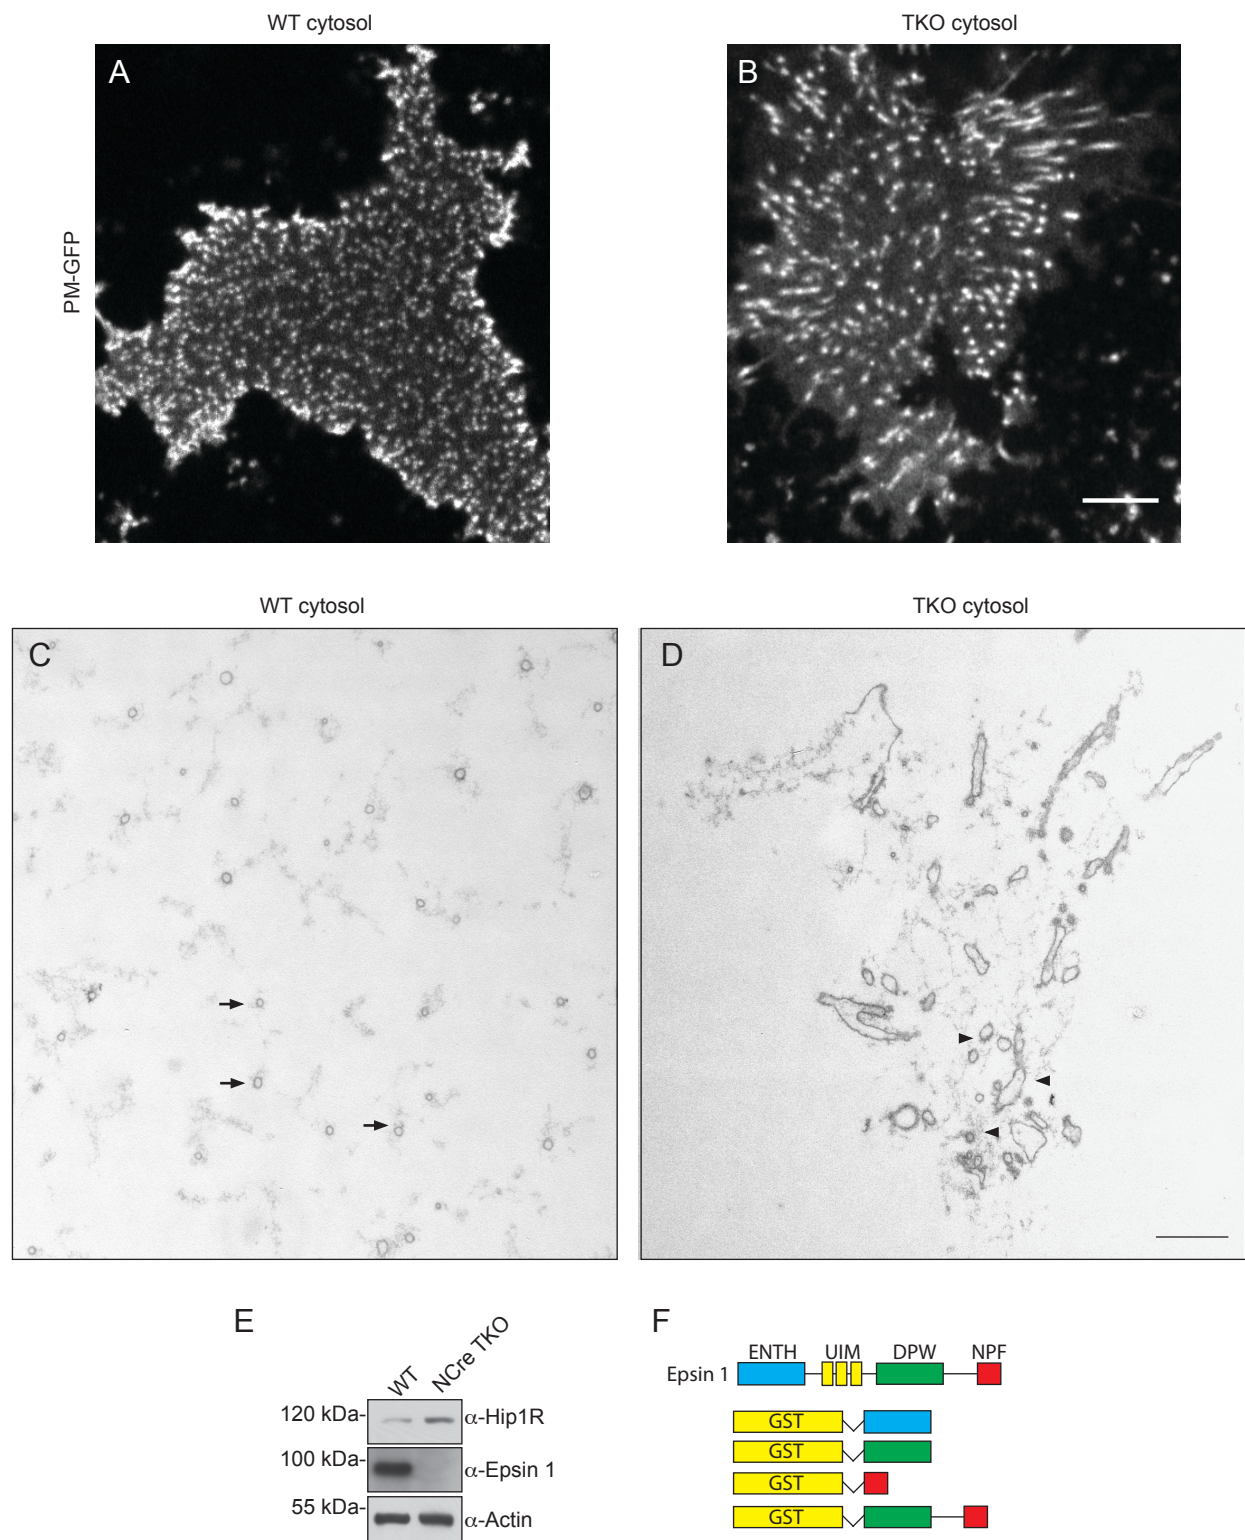 WT cytosol
TKO cytosol
A
B
PM-GFP
WT cytosol
TKO cytosol
C
D
E
WT
NCre TKO
120 kDa-
α-Hip1R
100 kDa-
α-Epsin 1
55 kDa-
α-Actin
F
ENTH UIM DPW NPF
Epsin 1
GST
GST
GST
GST